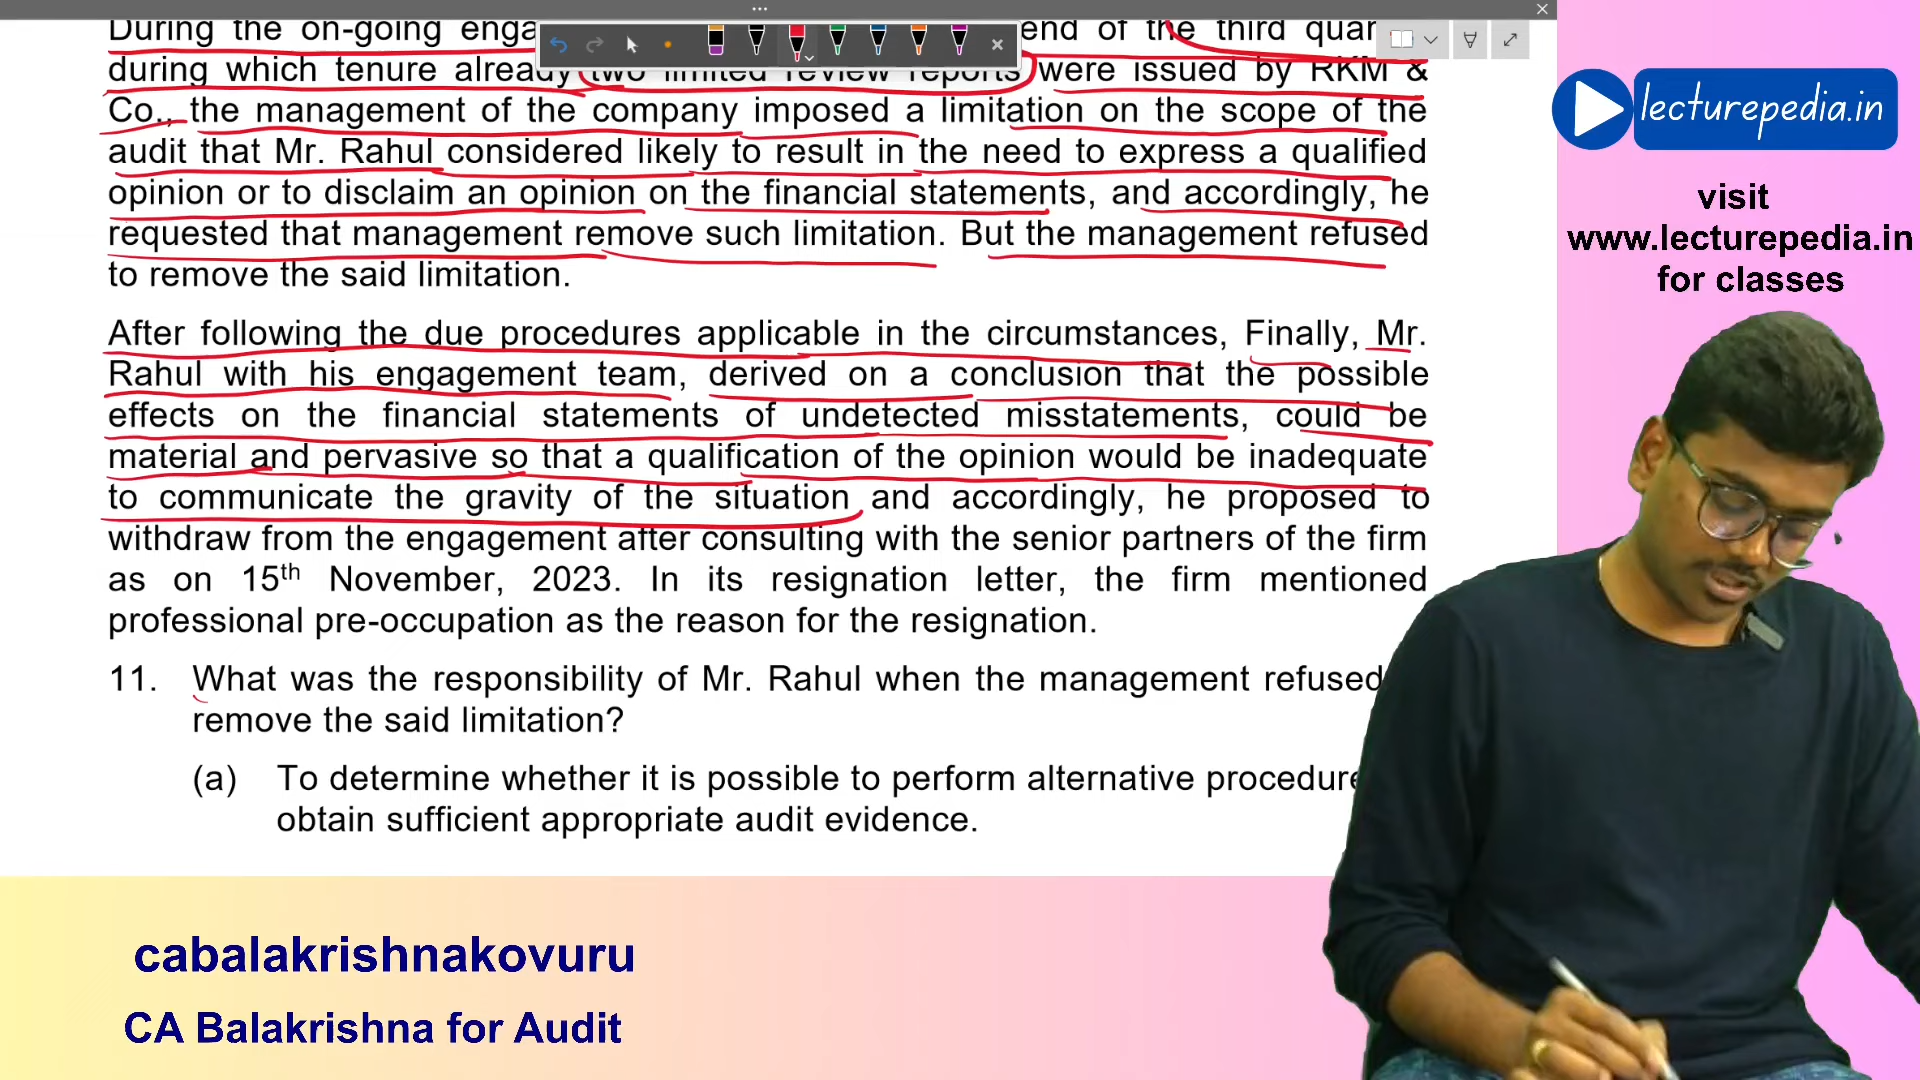 During the on-going enga end of the third quar
during which tenure already two limited review reports were issued by RKM &
Co., the management of the company imposed a limitation on the scope of the
audit that Mr. Rahul considered likely to result in the need to express a qualified
opinion or to disclaim an opinion on the financial statements, and accordingly, he
requested that management remove such limitation. But the management refused
to remove the said limitation.
After following the due procedures applicable in the circumstances, Finally, Mr.
Rahul with his engagement team, derived on a conclusion that the possible
effects on the financial statements of undetected misstatements, could be
material and pervasive so that a qualification of the opinion would be inadequate
to communicate the gravity of the situation and accordingly, he proposed to
withdraw from the engagement after consulting with the senior partners of the firm
as on 15th November, 2023. In its resignation letter, the firm mentioned
professional pre-occupation as the reason for the resignation.
11. What was the responsibility of Mr. Rahul when the management refused
remove the said limitation?
(a) To determine whether it is possible to perform alternative procedure
obtain sufficient appropriate audit evidence.
lecturepedia.in
visit
www.lecturepedia.in
for classes
cabalakrishnakovuru
CA Balakrishna for Audit